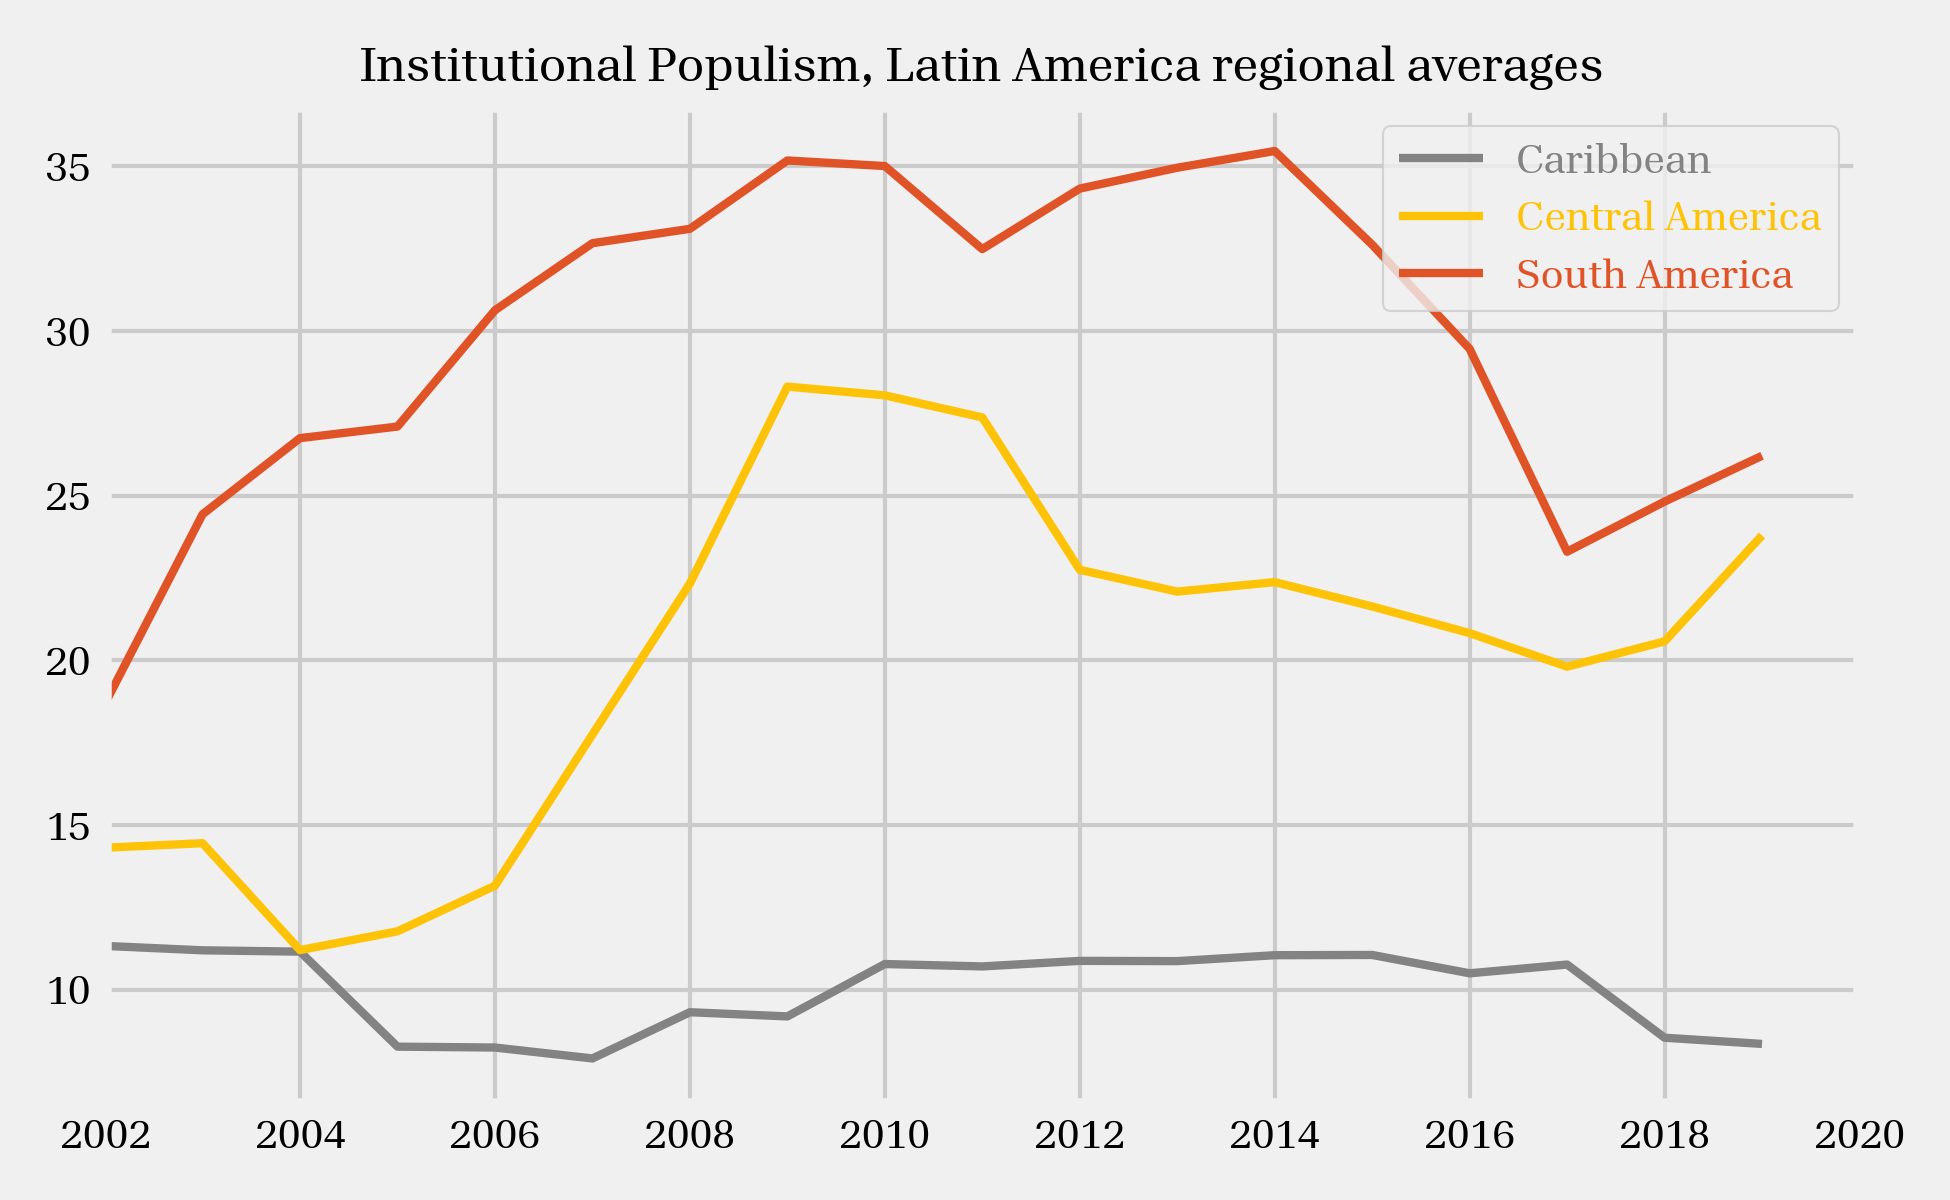 Institutional Populism, Latin America regional averages
35
30
25
20
15
10
Caribbean
Central America
South America
2002 2004 2006 2008 2010 2012 2014 2016 2018 2020